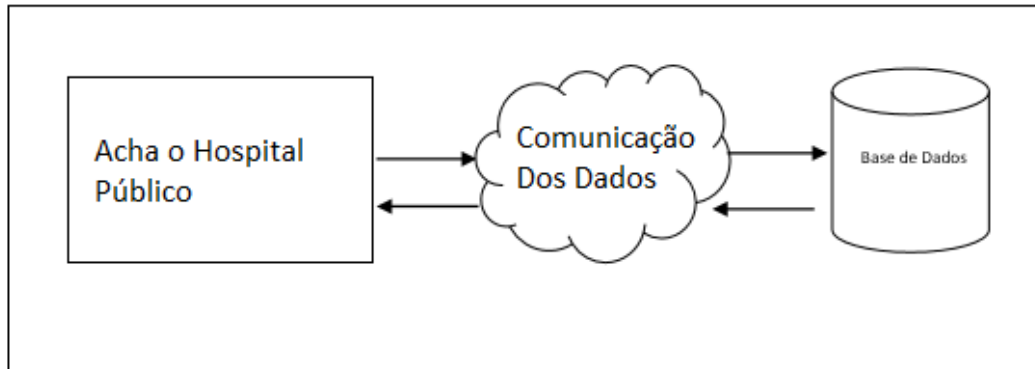 Acha o Hospital
Público
Comunicação
Dos Dados
Base de Dados